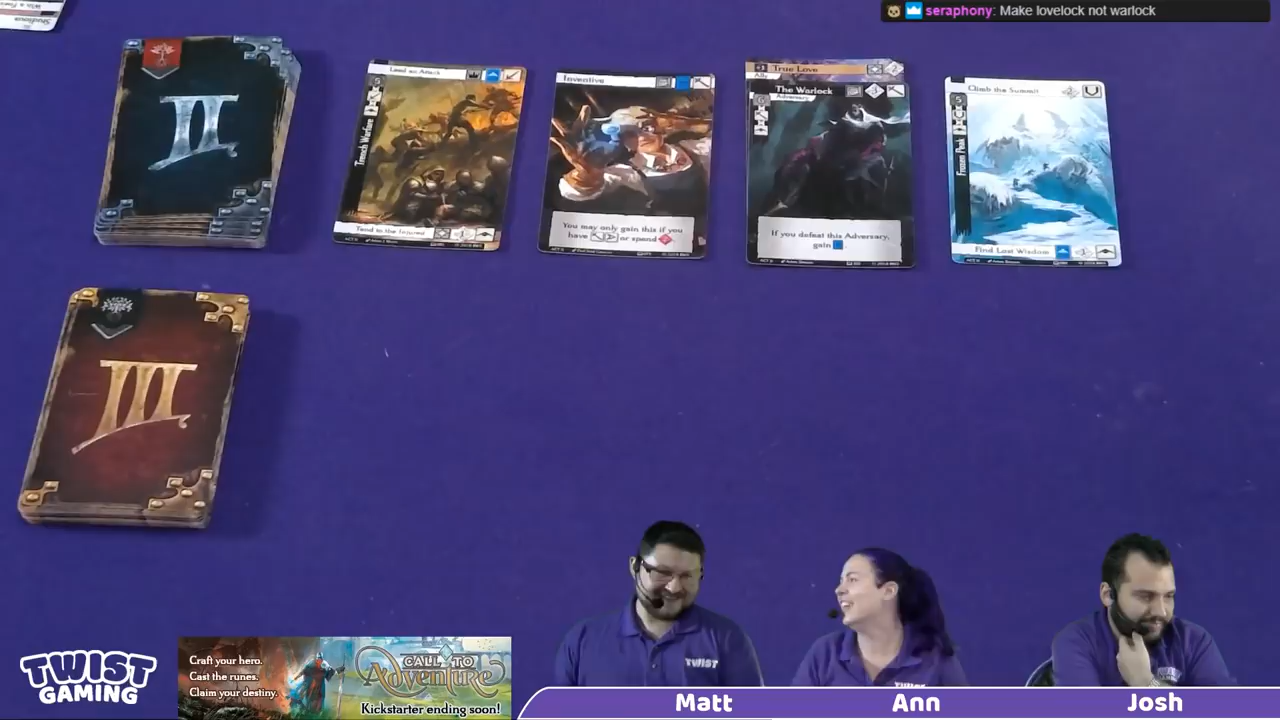 seraphony: Make lovelock not warlock
II
Lead an Attack
Tend to the Injured
Inventive
You may only gain this if you
have or spend
True Love
Ally
The Warlock
Adversary
If you defeat this Adversary,
gain
Climb the Summit
5
Frozen Peak
Find Lost Wisdom
III
TWIST
GAMING
Craft your hero.
Cast the runes.
Claim your destiny.
CALL TO
Adventure
Kickstarter ending soon!
TWIST
Matt
Ann
Josh